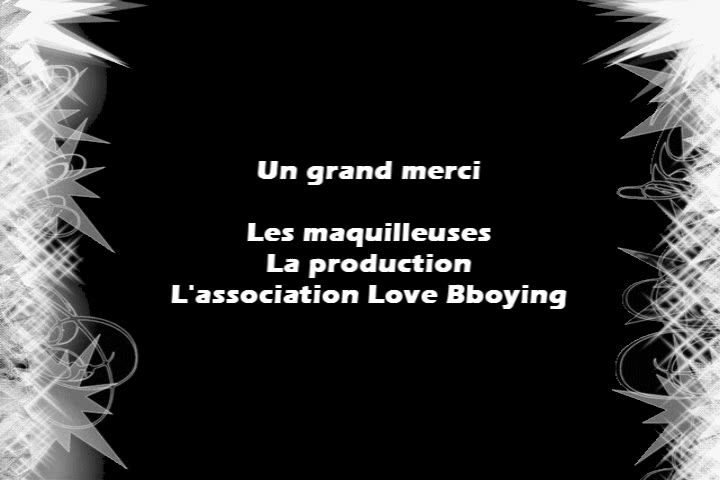 Un grand merci
Les maquilleuses
La production
L'association Love Bboying